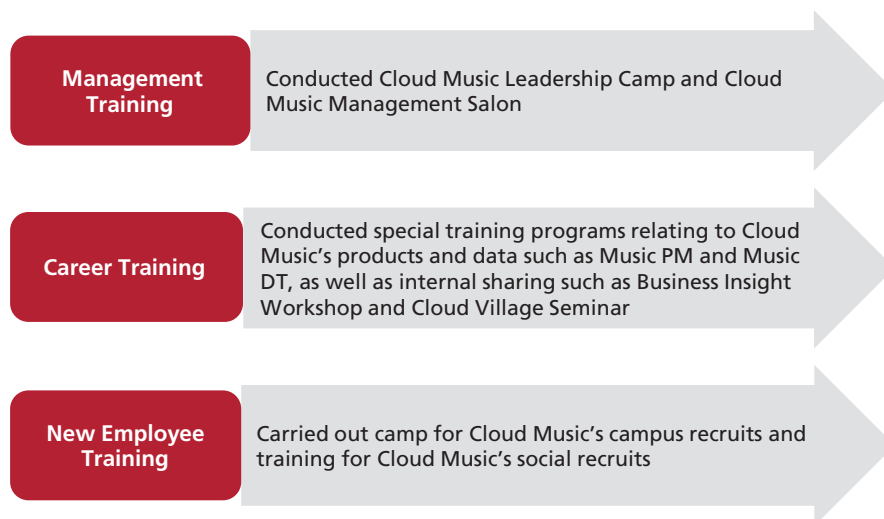 Management
Training
Conducted Cloud Music Leadership Camp and Cloud
Music Management Salon
Career Training
Conducted special training programs relating to Cloud
Music's products and data such as Music PM and Music
DT, as well as internal sharing such as Business Insight
Workshop and Cloud Village Seminar
New Employee
Training
Carried out camp for Cloud Music's campus recruits and
training for Cloud Music's social recruits